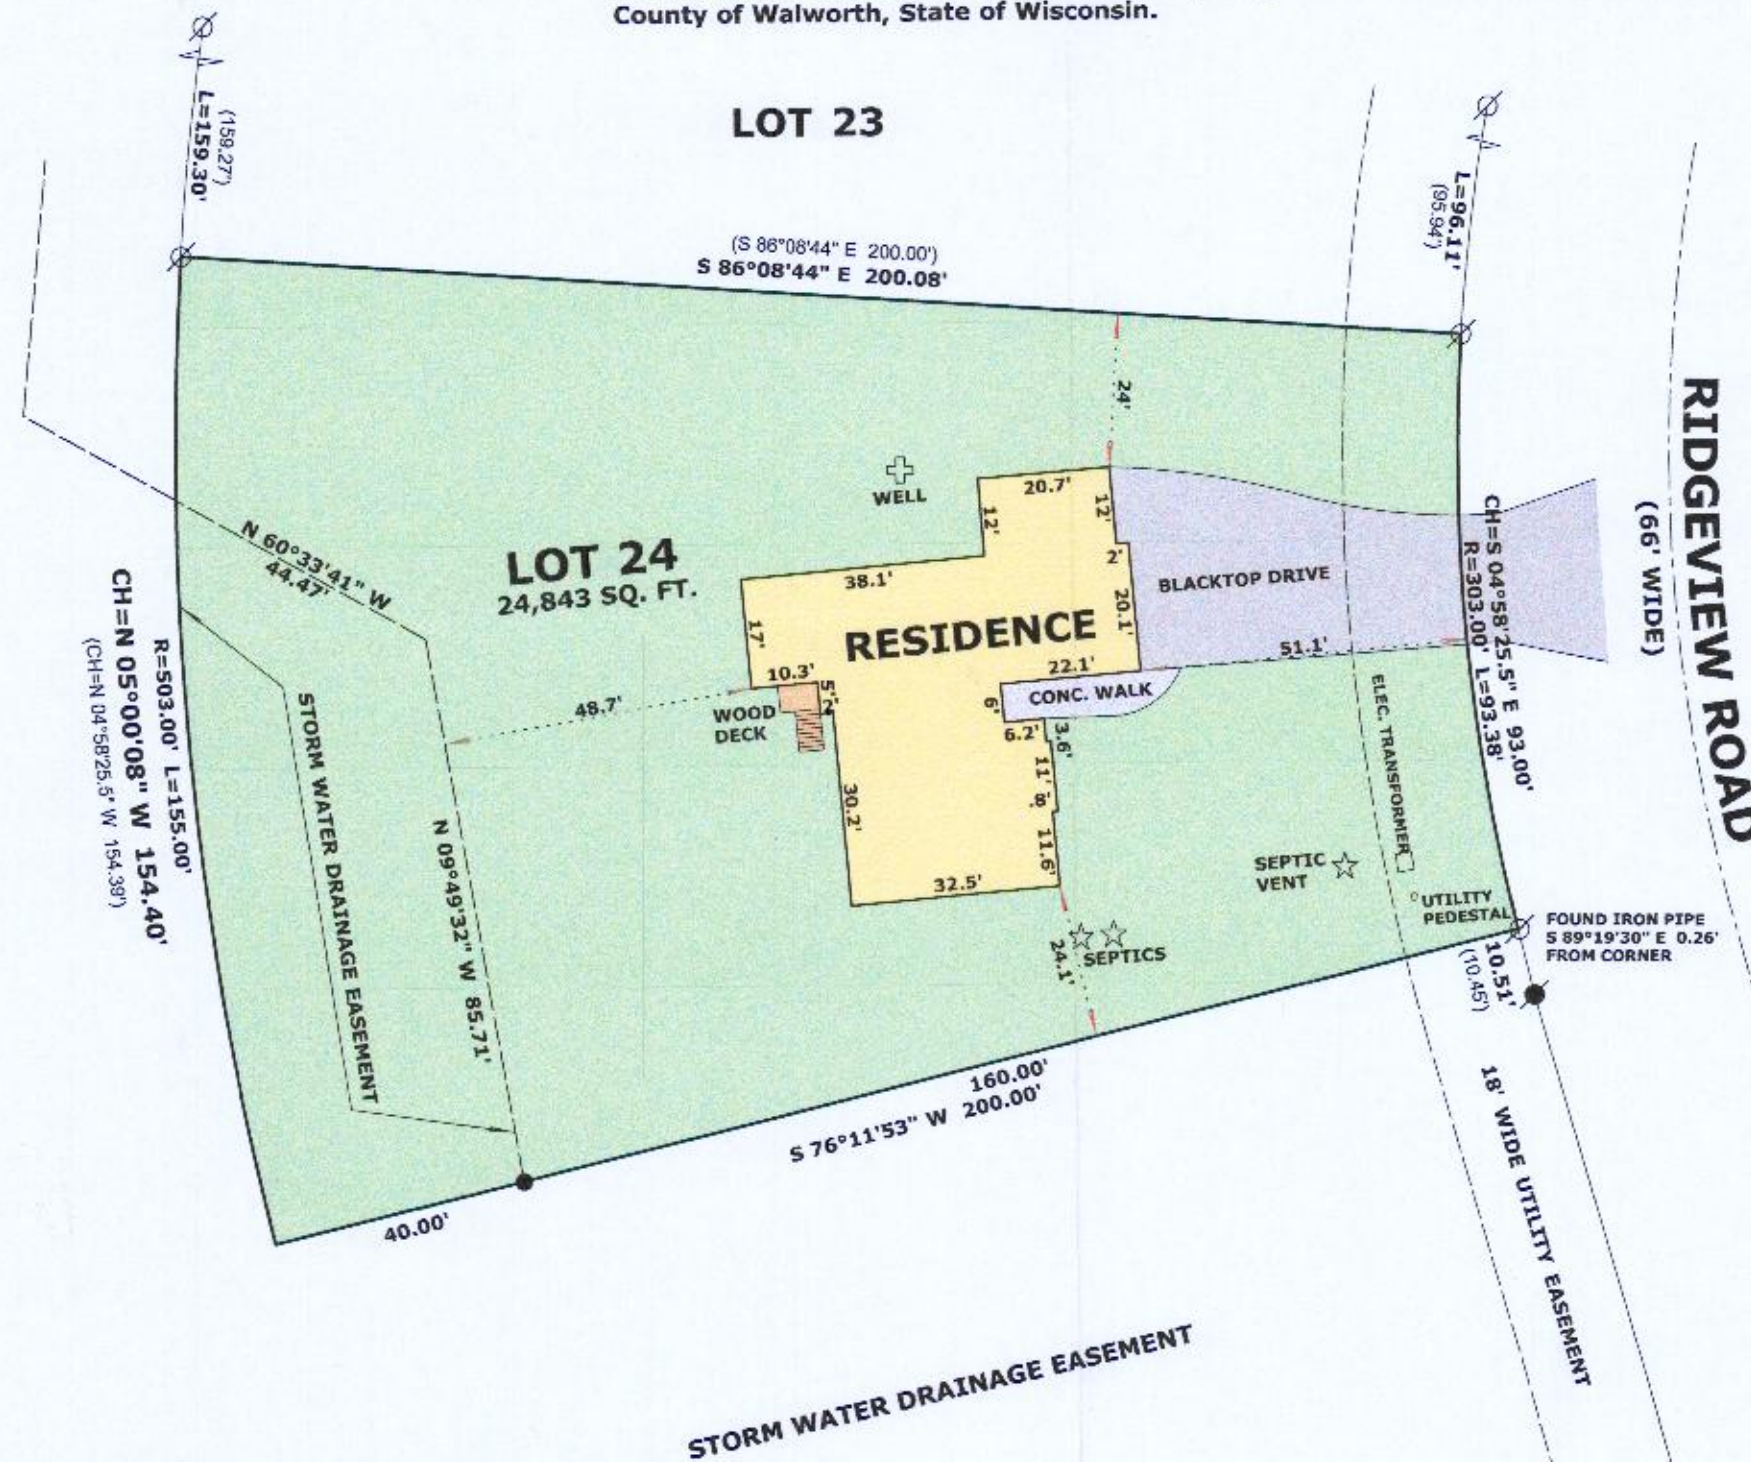 County of Walworth, State of Wisconsin.
LOT 23
L=159.30'
(159.27')
L=96.11'
(95.94')
(S 86°08'44" E 200.00')
S 86°08'44" E 200.08'
24'
WELL
20.7'
12'
12'
2'
N 60°33'41" W
44.47'
LOT 24
24,843 SQ. FT.
38.1'
BLACKTOP DRIVE
20.1'
RESIDENCE
17'
51.1'
22.1'
10.3'
5'
2'
CONC. WALK
6'
6.2'
3.6'
48.7'
WOOD
DECK
11'
.8'
30.2'
11.6'
32.5'
RIDGEVIEW ROAD
(66' WIDE)
CH=S 04°58'25.5" E 93.00'
R=303.00' L=93.38'
ELEC. TRANSFORMER
SEPTIC
VENT
UTILITY
PEDESTAL
FOUND IRON PIPE
S 89°19'30" E 0.26'
FROM CORNER
10.51'
(10.45')
R=503.00' L=155.00'
CH=N 05°00'08" W 154.40'
(CH=N 04°58'25.5" W 154.39')
STORM WATER DRAINAGE EASEMENT
N 09°49'32" W 85.71'
SEPTICS
24.1'
160.00'
S 76°11'53" W 200.00'
40.00'
18' WIDE UTILITY EASEMENT
STORM WATER DRAINAGE EASEMENT